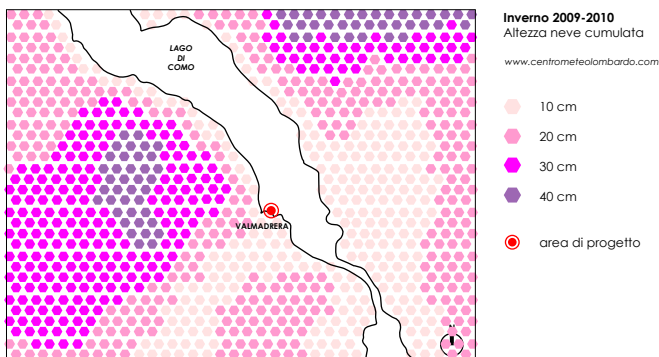 LAGO
DI
COMO
VALMADRERA
N
Inverno 2009-2010
Altezza neve cumulata
www.centrometeolombardo.com
10 cm
20 cm
30 cm
40 cm
area di progetto